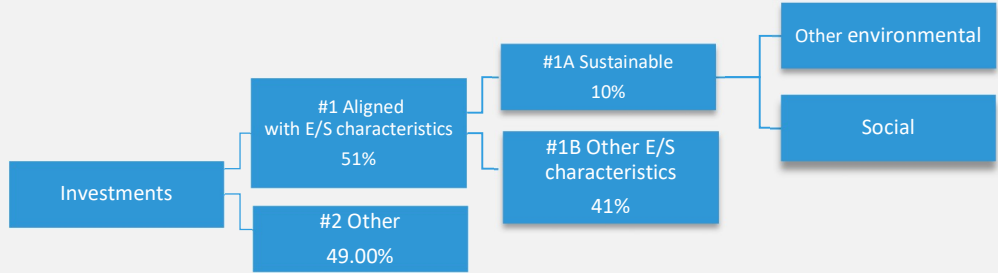 Investments
#1 Aligned
with E/S characteristics
51%
#2 Other
49.00%
#1A Sustainable
10%
#1B Other E/S
characteristics
41%
Other environmental
Social